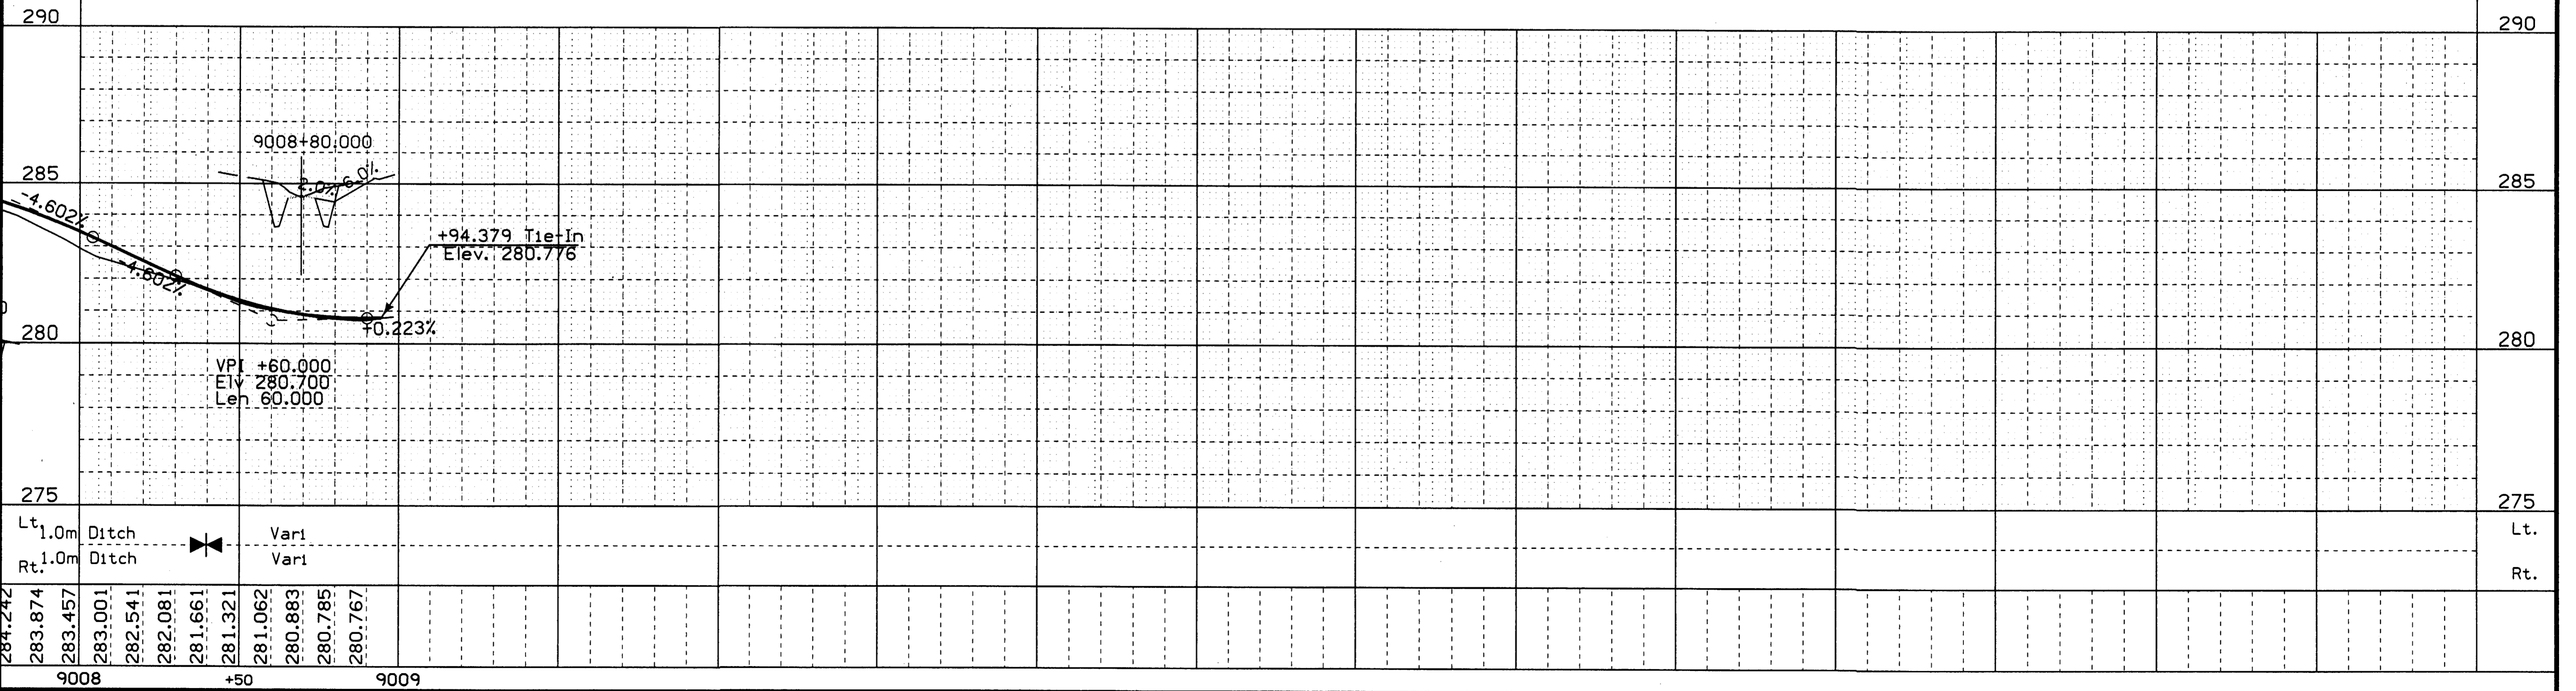 290
290
9008+80.000
2.0% 6.0%
285
285
-4.602%
+94.379 Tie-In
Elev. 280.776
-4.602%
+0.223%
280
280
VPI +60.000
Elv 280.700
Len 60.000
275
275
Lt. 1.0m Ditch Vari Lt.
Rt. 1.0m Ditch Vari Rt.
284.242 283.874 283.457 283.001 282.541 282.081 281.661 281.321 281.062 280.883 280.785 280.767
9008 +50 9009